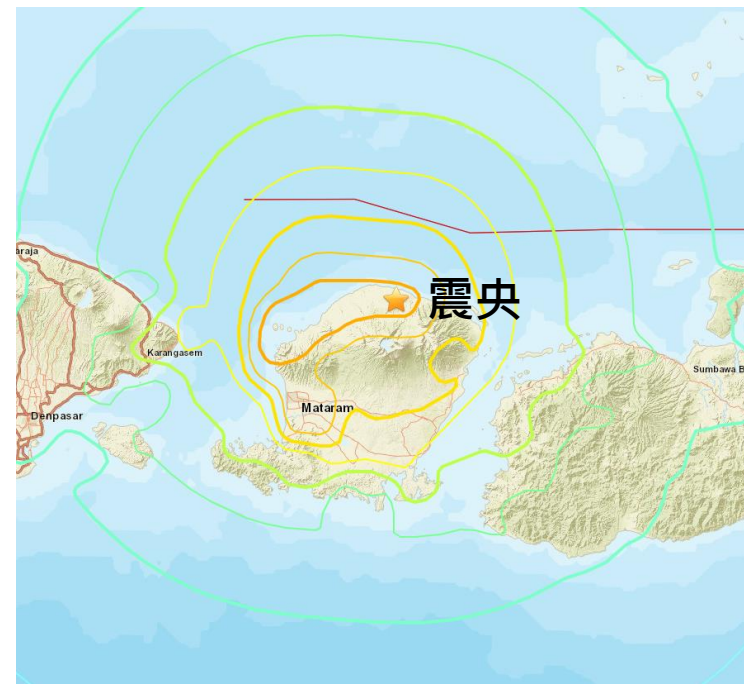 araja
震央
Karangasem
Sumbawa B
Mataram
Denpasar